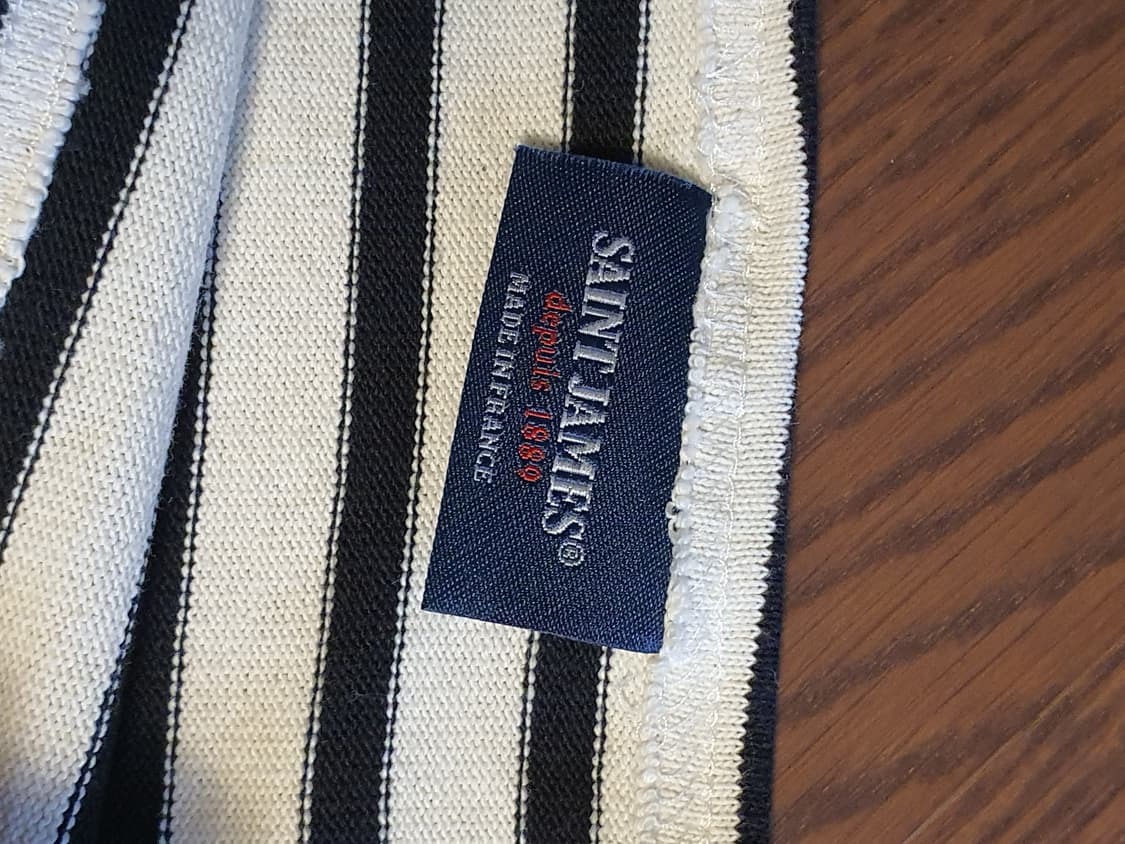 SAINT JAMES®
depuis 1889
MADE IN FRANCE